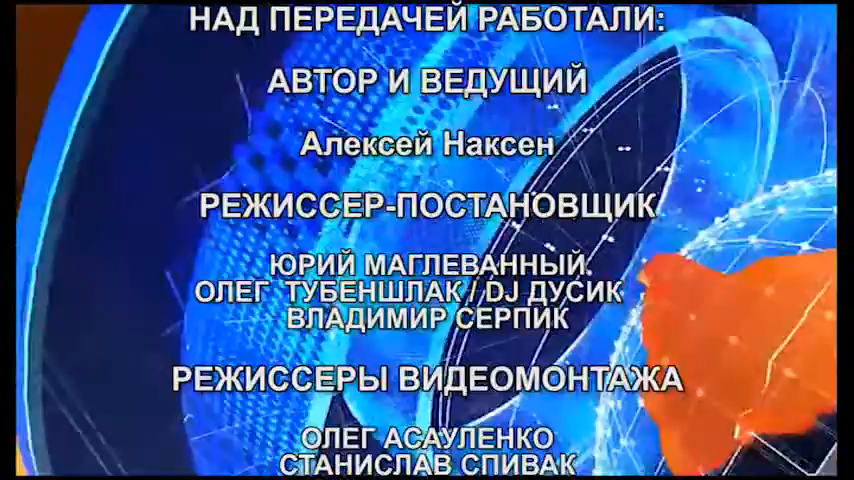 НАД ПЕРЕДАЧЕЙ РАБОТАЛИ:
АВТОР И ВЕДУЩИЙ
Алексей Наксен
РЕЖИССЕР-ПОСТАНОВЩИК
ЮРИЙ МАГЛЕВАННЫЙ
ОЛЕГ ТУБЕНШЛАК / DJ ДУСИК
ВЛАДИМИР СЕРПИК
РЕЖИССЕРЫ ВИДЕОМОНТАЖА
ОЛЕГ АСАУЛЕНКО
СТАНИСЛАВ СПИВАК